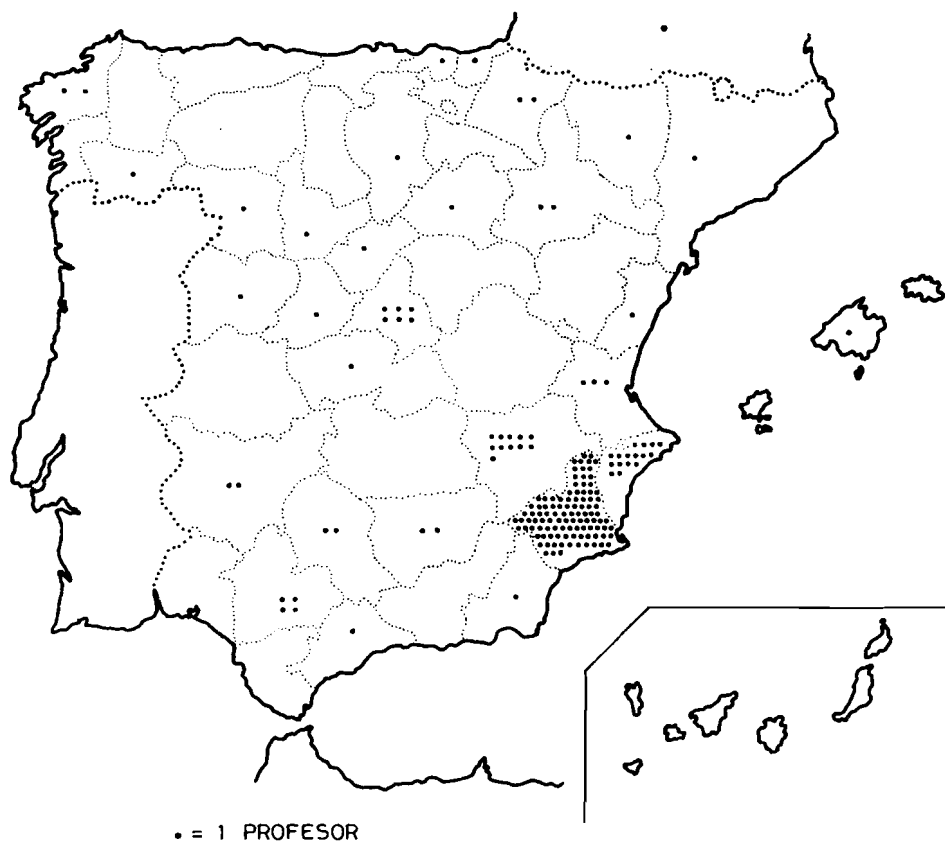 • = 1 PROFESOR